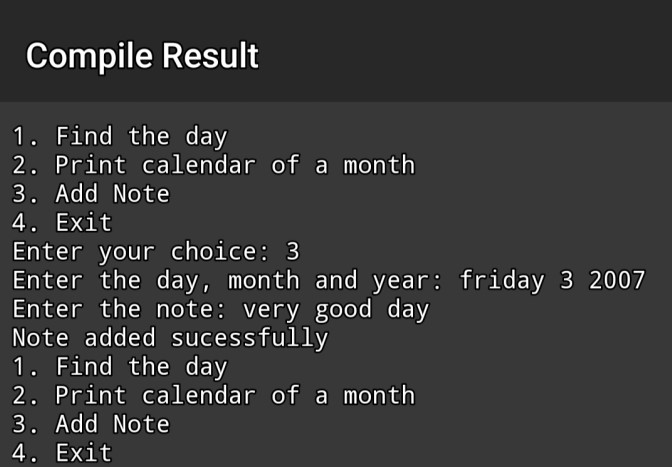 Compile Result
1. Find the day
2. Print calendar of a month
3. Add Note
4. Exit
Enter your choice: 3
Enter the day, month and year: friday 3 2007
Enter the note: very good day
Note added sucessfully
1. Find the day
2. Print calendar of a month
3. Add Note
4. Exit